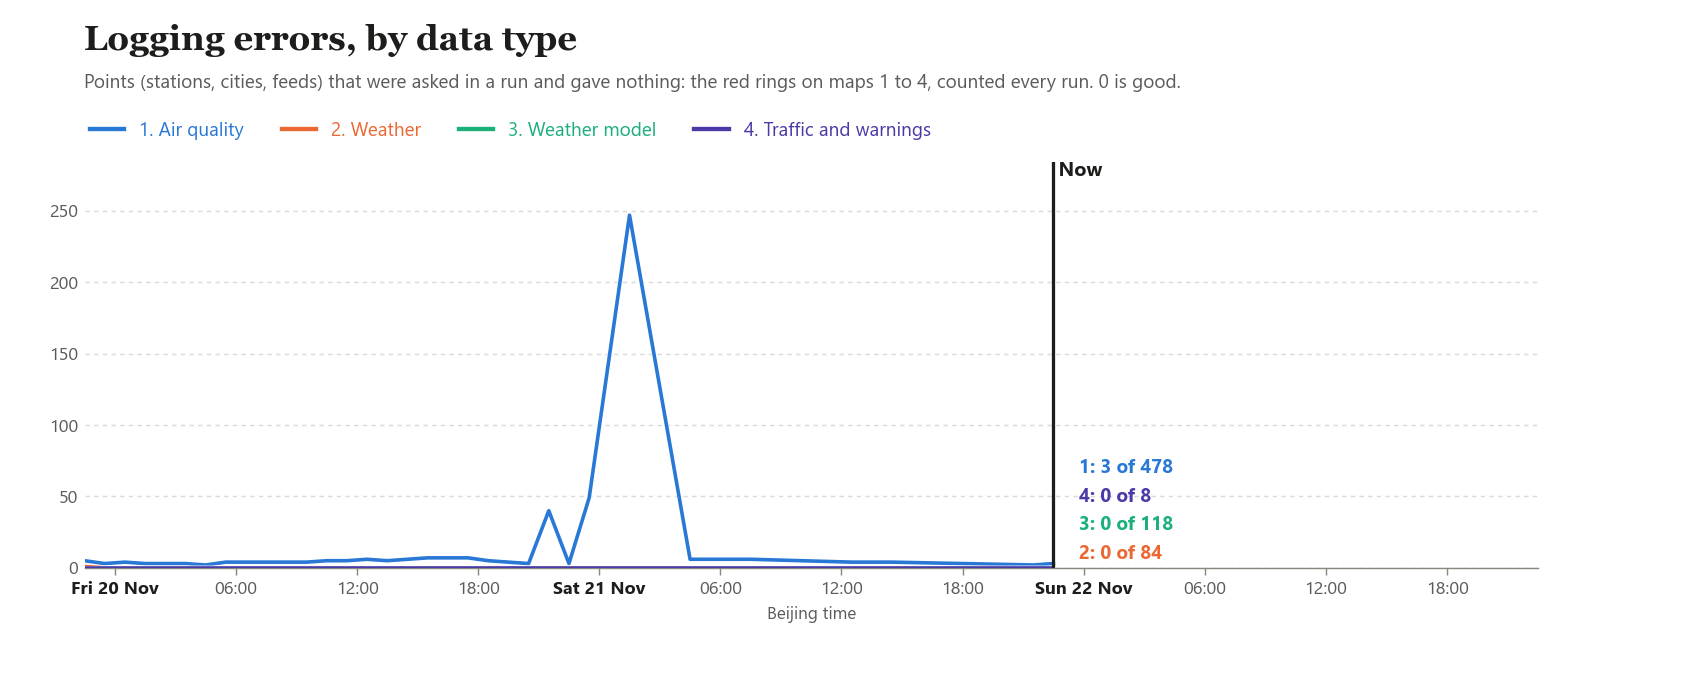 Logging errors, by data type
Points (stations, cities, feeds) that were asked in a run and gave nothing: the red rings on maps 1 to 4, counted every run. 0 is good.
1. Air quality 2. Weather 3. Weather model 4. Traffic and warnings
Now
250
200
150
100
50
0
1: 3 of 478
4: 0 of 8
3: 0 of 118
2: 0 of 84
Fri 20 Nov 06:00 12:00 18:00 Sat 21 Nov 06:00 12:00 18:00 Sun 22 Nov 06:00 12:00 18:00
Beijing time